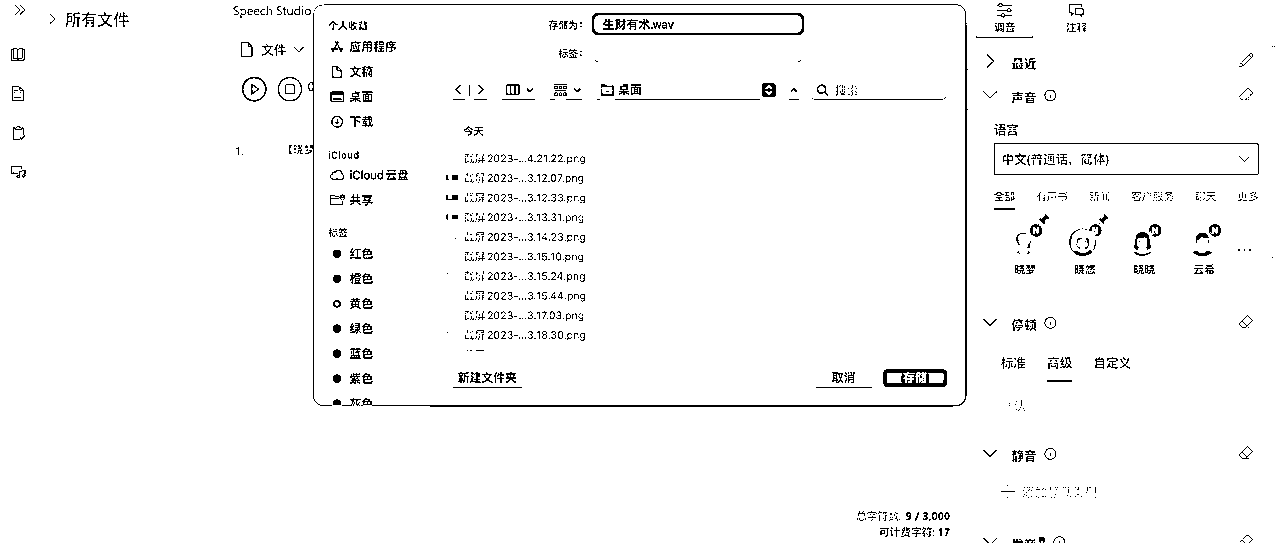 所有文件
Speech Studio
文件
1.
【晓梦
个人收藏
应用程序
文稿
桌面
下载
iCloud
iCloud 云盘
共享
标签
红色
橙色
黄色
绿色
蓝色
紫色
灰色
存储为:
生财有术.wav
标签:
桌面
搜索
今天
截屏 2023-...4.21.22.png
截屏 2023-...3.12.07.png
截屏 2023-...3.12.33.png
截屏 2023-...3.13.31.png
截屏 2023-...3.14.23.png
截屏 2023-...3.15.10.png
截屏 2023-...3.15.24.png
截屏 2023-...3.15.44.png
截屏 2023-...3.17.03.png
截屏 2023-...3.18.30.png
新建文件夹
取消
存储
总字符数: 9 / 3,000
可计费字符: 17
调音
注释
最近
声音
语言
中文(普通话，简体)
全部
有声书
新闻
客户服务
聊天
更多
晓梦
晓悠
晓晓
云希
停顿
标准
高级
自定义
静音